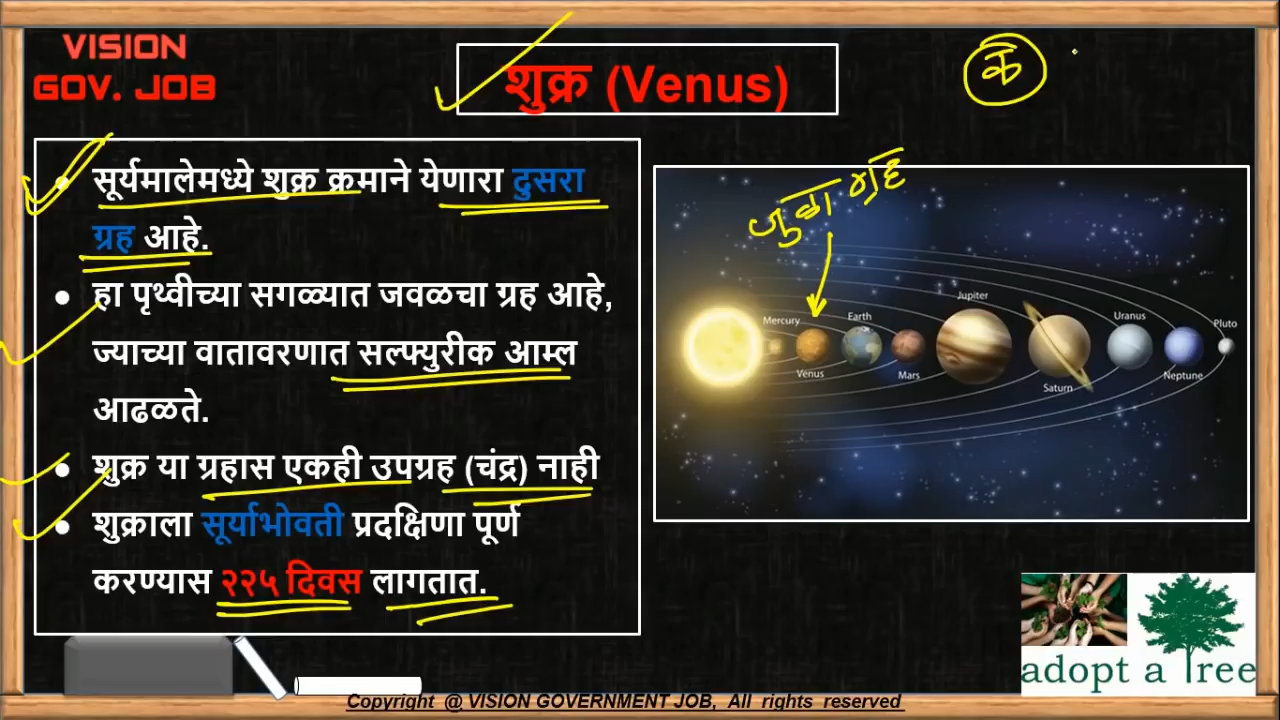 VISION
GOV. JOB
शुक्र (Venus)
क
सूर्यमालेमध्ये शुक्र क्रमाने येणारा दुसरा
ग्रह आहे.
हा पृथ्वीच्या सगळ्यात जवळचा ग्रह आहे,
ज्याच्या वातावरणात सल्फ्युरीक आम्ल
आढळते.
शुक्र या ग्रहास एकही उपग्रह (चंद्र) नाही
शुक्राला सूर्याभोवती प्रदक्षिणा पूर्ण
करण्यास २२५ दिवस लागतात.
ग्रह
Mercury
Venus
Earth
Mars
Jupiter
Saturn
Uranus
Neptune
Pluto
adopt a Tree
Copyright @ VISION GOVERNMENT JOB, All rights reserved